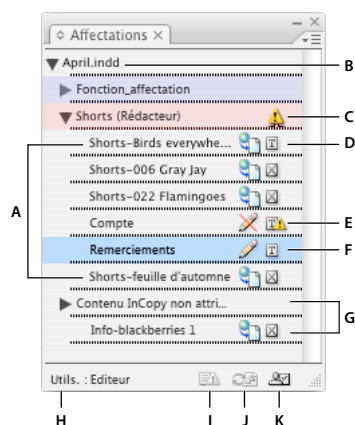 Affectations
April.indd
B
Fonction_affectation
Shorts (Rédacteur)
C
Shorts-Birds everywhe...
D
Shorts-006 Gray Jay
A
Shorts-022 Flamingoes
Compte
E
Remerciements
F
Shorts-feuille d'automne
Contenu InCopy non attri...
G
Info-blackberries 1
Utils. : Editeur
H
I
J
K